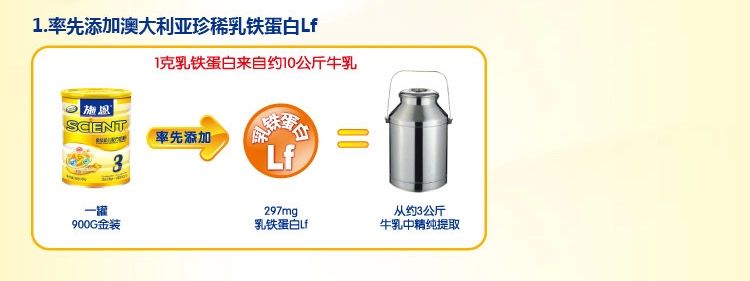 1.率先添加澳大利亚珍稀乳铁蛋白Lf
1克乳铁蛋白来自约10公斤牛乳
施恩
SCIENT
3
率先添加
乳铁蛋白
Lf
一罐
900G金装
297mg
乳铁蛋白Lf
从约3公斤
牛乳中精纯提取